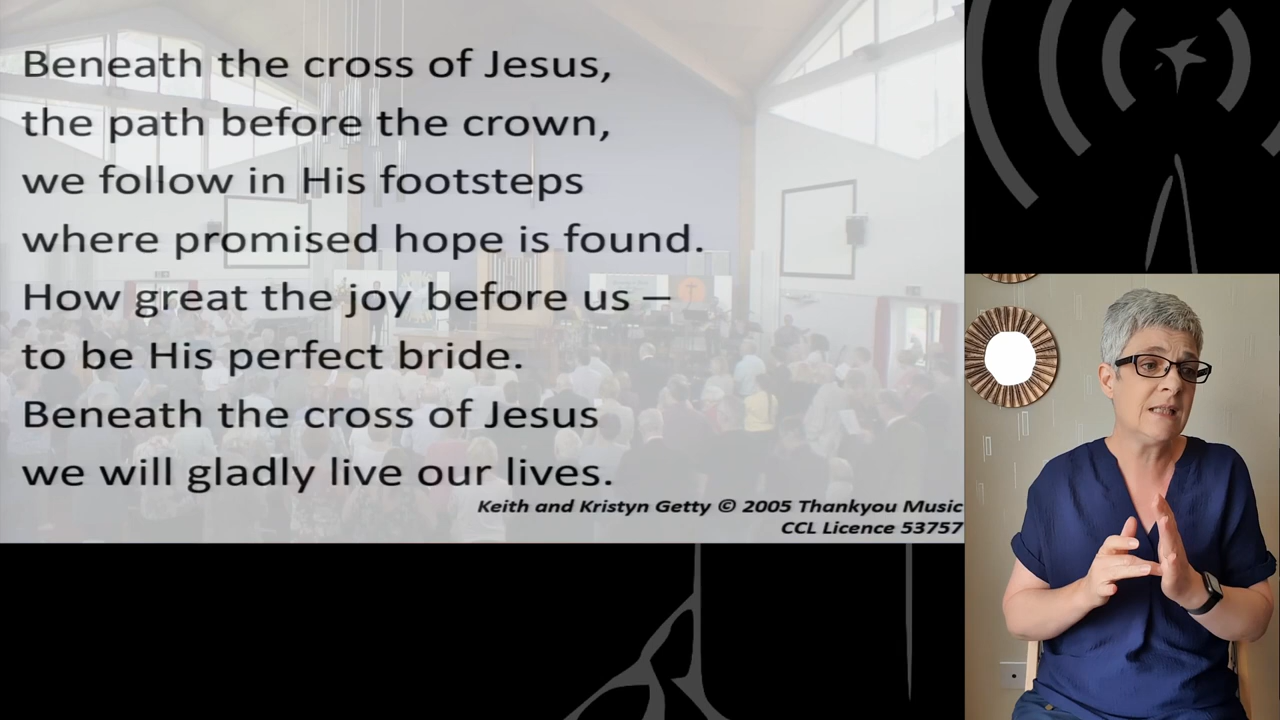 Beneath the cross of Jesus,
the path before the crown,
we follow in His footsteps
where promised hope is found.
How great the joy before us –
to be His perfect bride.
Beneath the cross of Jesus
we will gladly live our lives.
Keith and Kristyn Getty © 2005 Thankyou Music
CCL Licence 53757